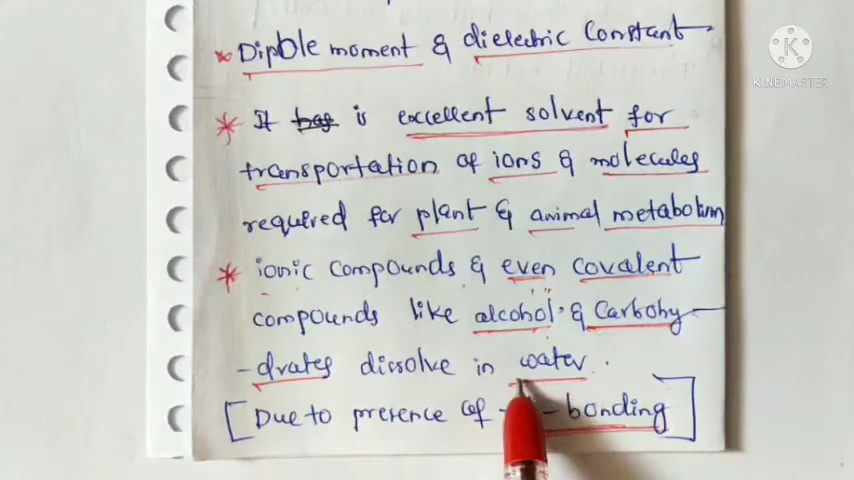 * Dipole moment & dielectric Constant
* It has is excellent solvent for
transportation of ions & molecules
required for plant & animal metabolism
* ionic compounds & even covalent
compounds like alcohol & Carbohy-
-drates dissolve in water.
[Due to presence of -bonding]
K
KINEMASTER